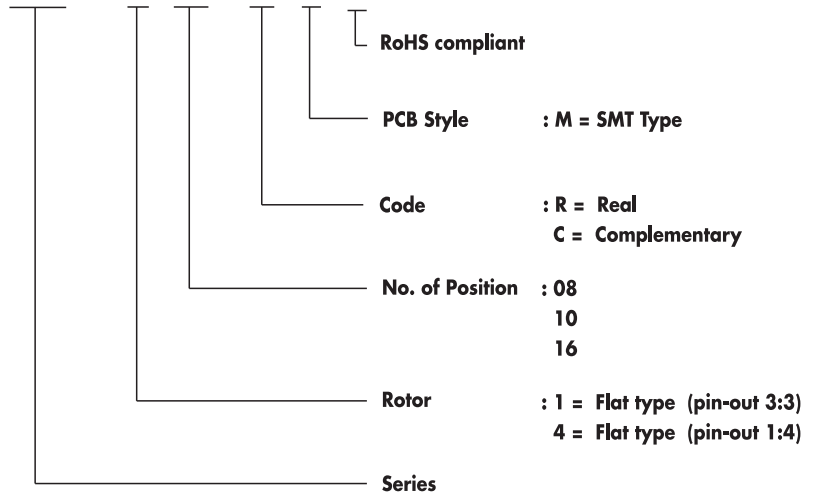 RoHS compliant
PCB Style : M = SMT Type
Code : R = Real
C = Complementary
No. of Position : 08
10
16
Rotor : 1 = Flat type (pin-out 3:3)
4 = Flat type (pin-out 1:4)
Series